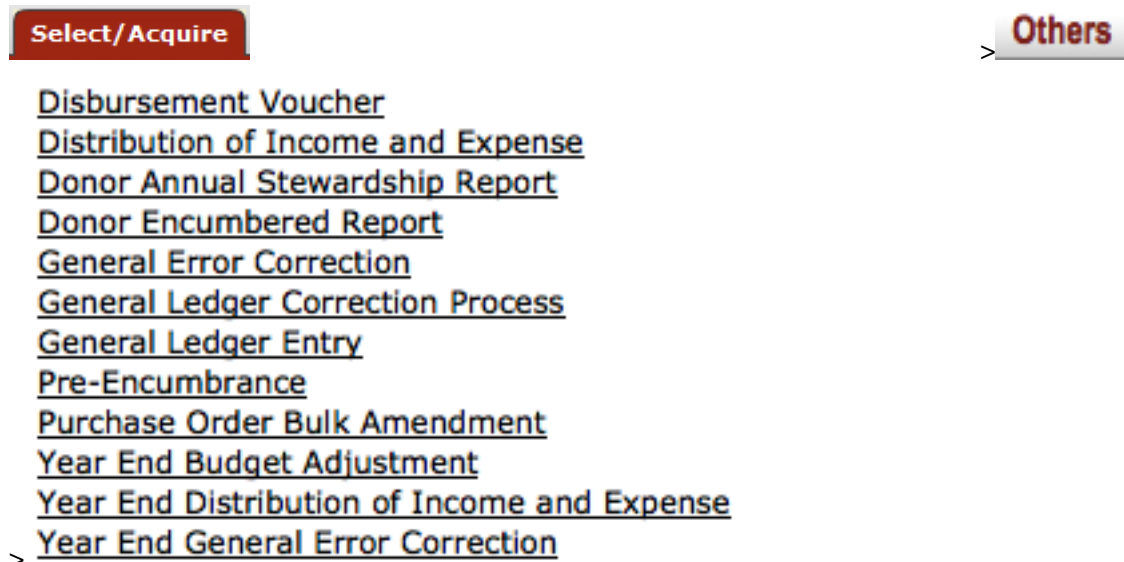 Select/Acquire
> Others
Disbursement Voucher
Distribution of Income and Expense
Donor Annual Stewardship Report
Donor Encumbered Report
General Error Correction
General Ledger Correction Process
General Ledger Entry
Pre-Encumbrance
Purchase Order Bulk Amendment
Year End Budget Adjustment
Year End Distribution of Income and Expense
> Year End General Error Correction